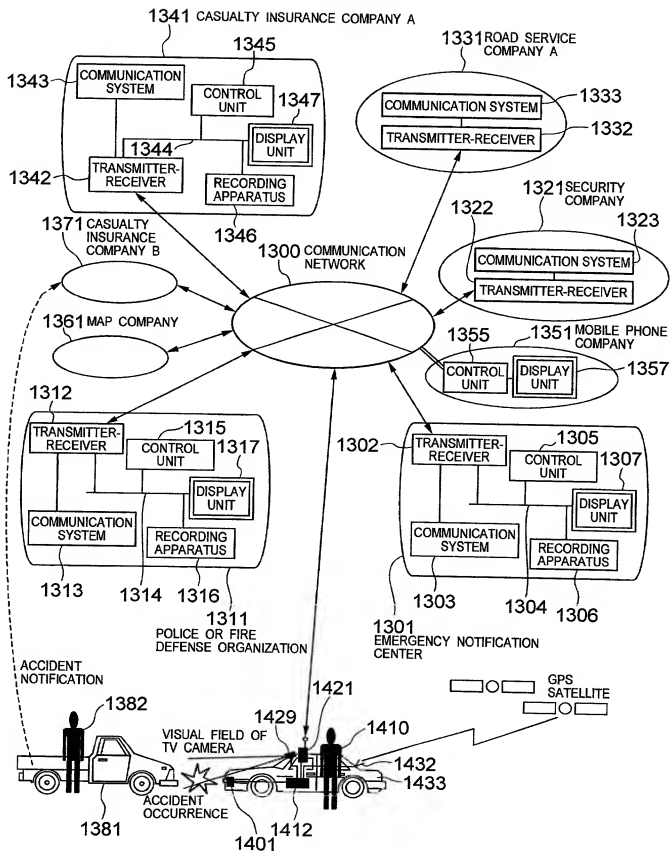 1341 CASUALTY INSURANCE COMPANY A
1343
COMMUNICATION
SYSTEM
1345
CONTROL
UNIT
1347
DISPLAY
UNIT
1344
1342
TRANSMITTER-
RECEIVER
RECORDING
APPARATUS
1346
1331 ROAD SERVICE
COMPANY A
COMMUNICATION SYSTEM
1333
TRANSMITTER-RECEIVER
1332
1371
CASUALTY
INSURANCE
COMPANY B
1300 COMMUNICATION
NETWORK
1321 SECURITY
COMPANY
1322
1323
COMMUNICATION SYSTEM
TRANSMITTER-RECEIVER
1361 MAP COMPANY
1355
1351 MOBILE PHONE
COMPANY
CONTROL
UNIT
DISPLAY
UNIT
1357
1312
TRANSMITTER-
RECEIVER
1315
CONTROL
UNIT
1317
DISPLAY
UNIT
COMMUNICATION
SYSTEM
RECORDING
APPARATUS
1313
1314
1316
1311
POLICE OR FIRE
DEFENSE ORGANIZATION
1302
TRANSMITTER-
RECEIVER
1305
CONTROL
UNIT
1307
DISPLAY
UNIT
COMMUNICATION
SYSTEM
RECORDING
APPARATUS
1303
1304
1306
1301
EMERGENCY NOTIFICATION
CENTER
ACCIDENT
NOTIFICATION
1382
VISUAL FIELD OF
TV CAMERA
1429
1421
1410
1432
1433
GPS
SATELLITE
ACCIDENT
OCCURRENCE
1381
1401
1412